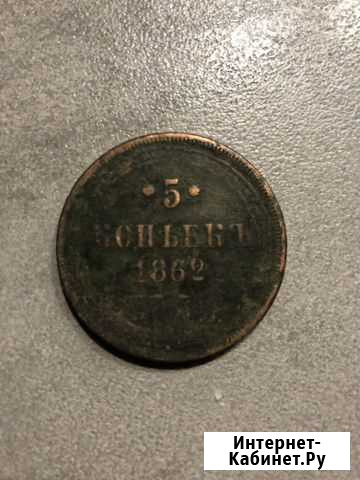 * 5 *
КОПѢЕКЪ
1862
Интернет-
Кабинет.Ру